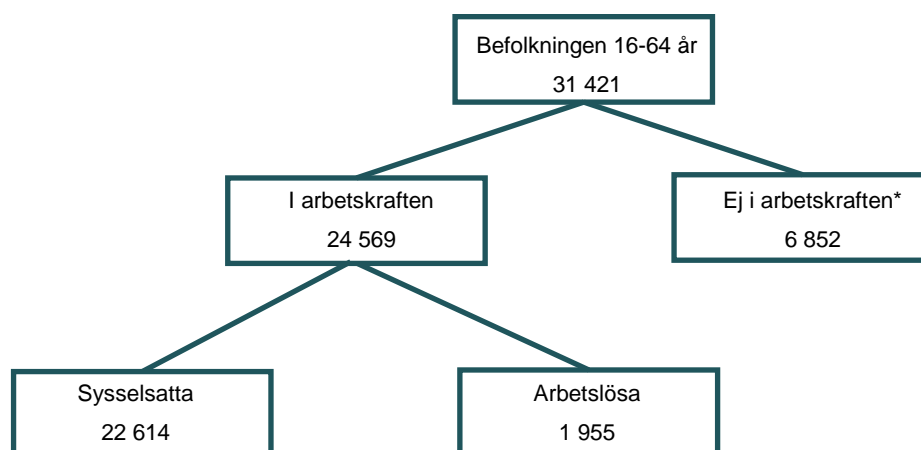 Befolkningen 16-64 år
31 421
I arbetskraften
24 569
Ej i arbetskraften*
6 852
Sysselsatta
22 614
Arbetslösa
1 955